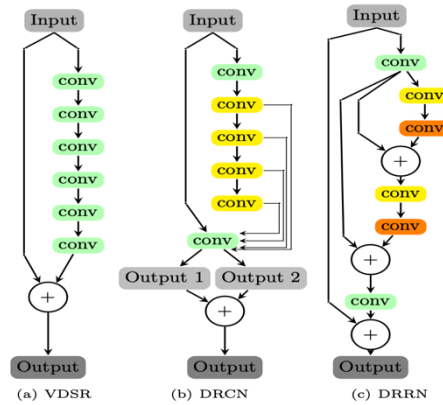 Input
conv
conv
conv
conv
conv
conv
+
Output
(a) VDSR
Input
conv
conv
conv
conv
conv
conv
Output 1
Output 2
+
Output
(b) DRCN
Input
conv
conv
conv
+
conv
conv
+
conv
+
Output
(c) DRRN